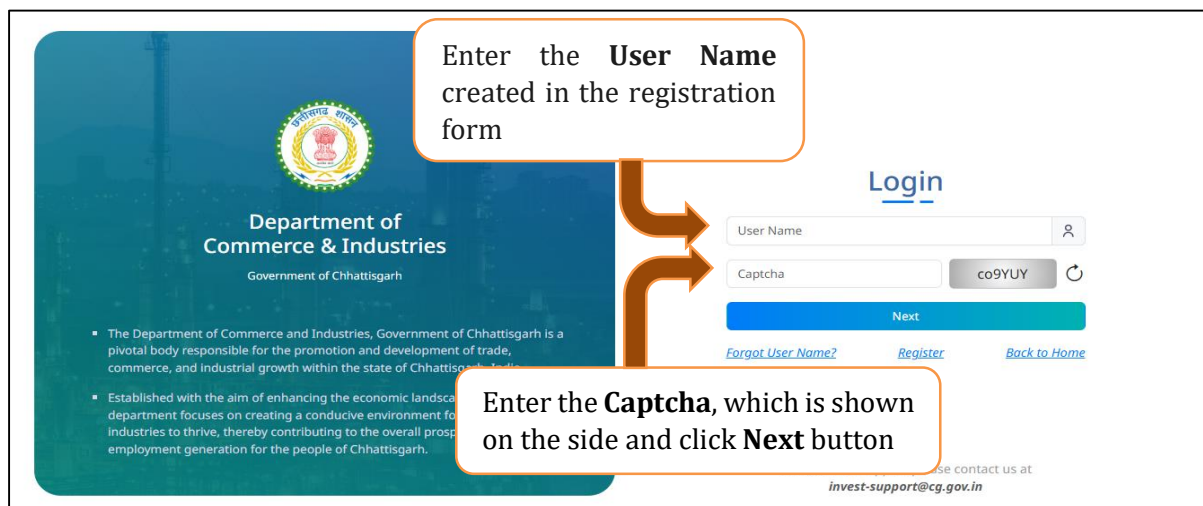 Enter the User Name
created in the registration
form
छत्तीसगढ़ शासन
Department of
Commerce & Industries
Government of Chhattisgarh
▪ The Department of Commerce and Industries, Government of Chhattisgarh is a
pivotal body responsible for the promotion and development of trade,
commerce, and industrial growth within the state of Chhattisgarh, India.
▪ Established with the aim of enhancing the economic
department focuses on creating a conducive environment
industries to thrive, thereby contributing to the overall
employment generation for the people of Chhattisgarh.
Login
User Name
Captcha
co9YUY
Next
Forgot User Name?
Register
Back to Home
Enter the Captcha, which is shown
on the side and click Next button
contact us at
invest-support@cg.gov.in